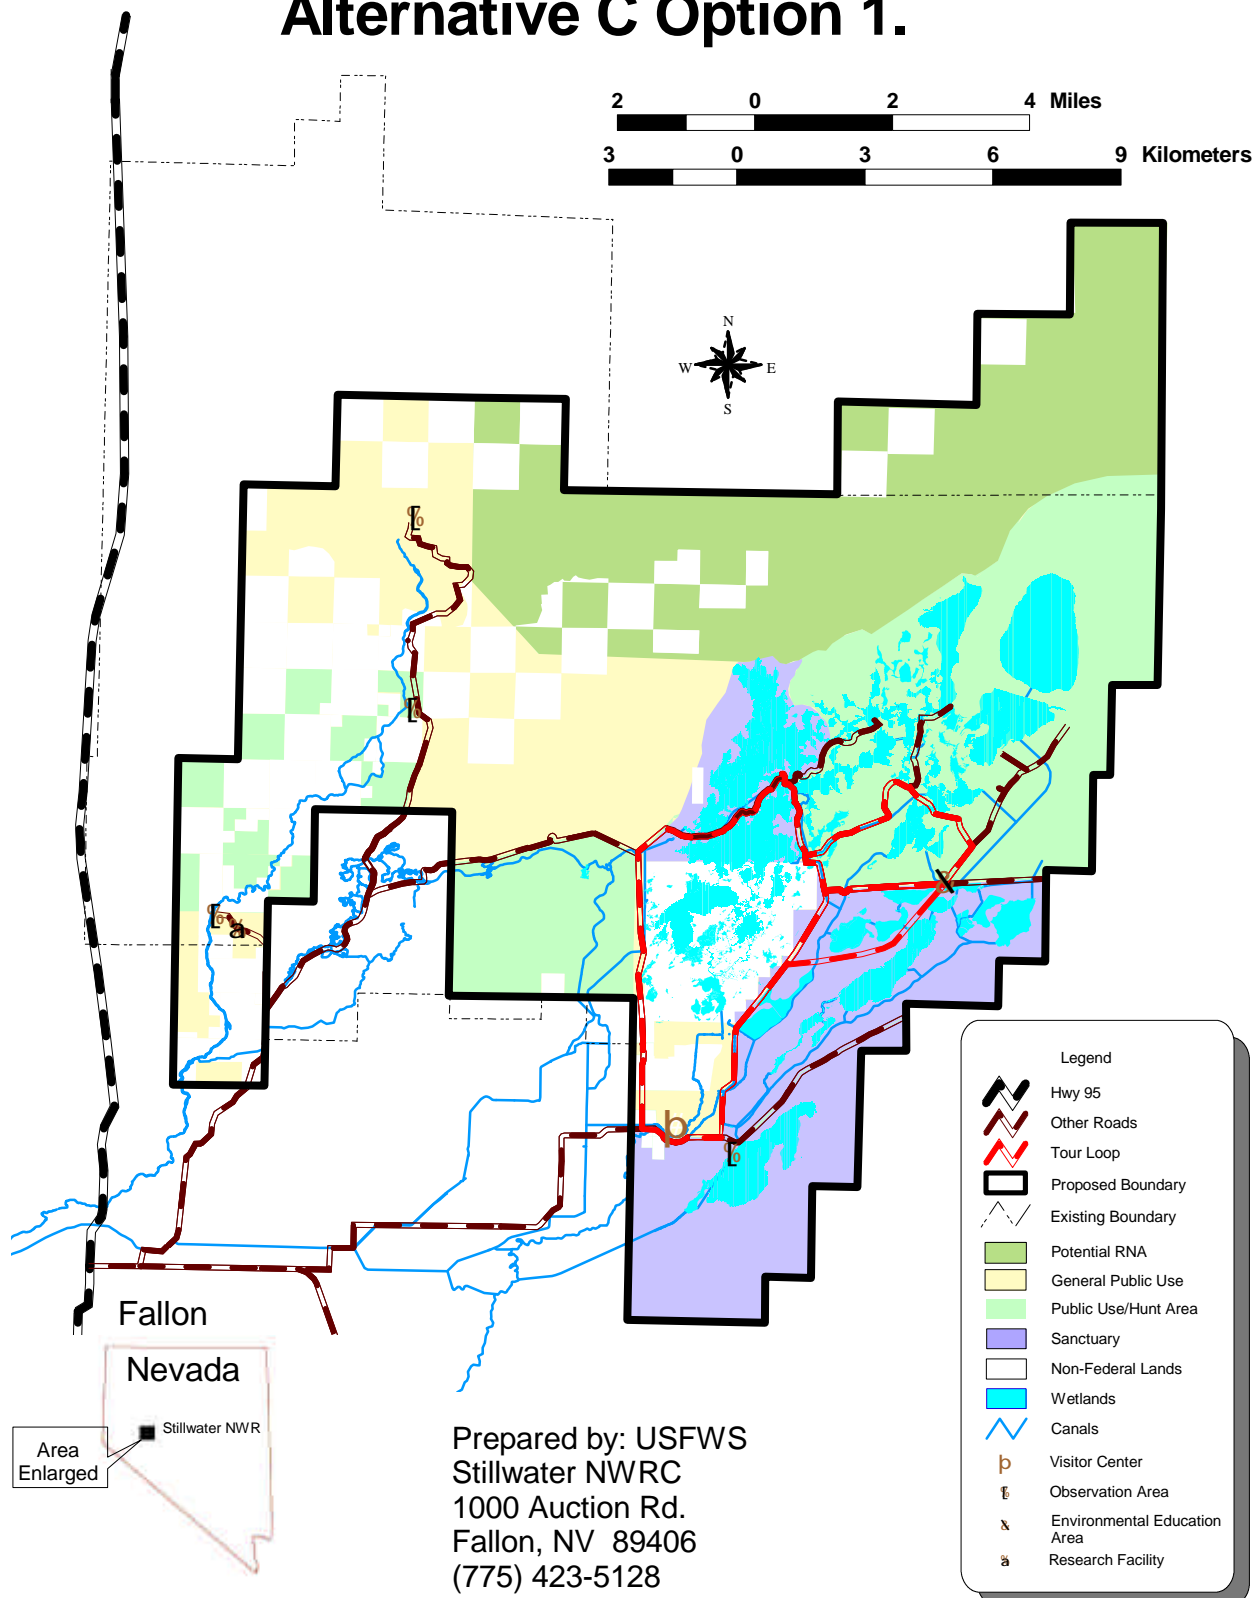 Alternative C Option 1.
2 0 2 4 Miles
3 0 3 6 9 Kilometers
N
W E
S
Legend
Hwy 95
Other Roads
Tour Loop
Proposed Boundary
Existing Boundary
Potential RNA
General Public Use
Public Use/Hunt Area
Sanctuary
Non-Federal Lands
Wetlands
Canals
Visitor Center
Observation Area
Environmental Education
Area
Research Facility
Fallon
Nevada
Stillwater NWR
Area
Enlarged
Prepared by: USFWS
Stillwater NWRC
1000 Auction Rd.
Fallon, NV 89406
(775) 423-5128